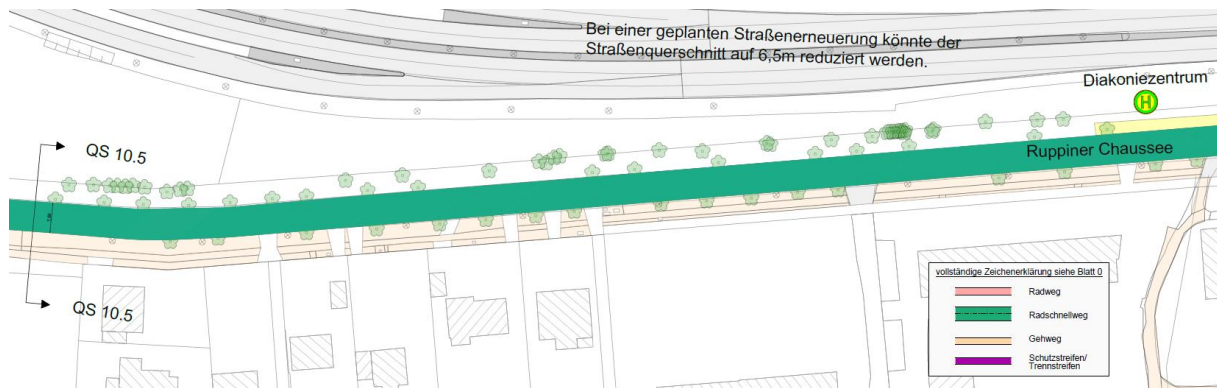 Bei einer geplanten Straßenerneuerung könnte der
Straßenquerschnitt auf 6,5m reduziert werden.
Diakoniezentrum
H
QS 10.5
Ruppiner Chaussee
QS 10.5
vollständige Zeichenerklärung siehe Blatt 0
Radweg
Radschnellweg
Gehweg
Schutzstreifen/
Trennstreifen